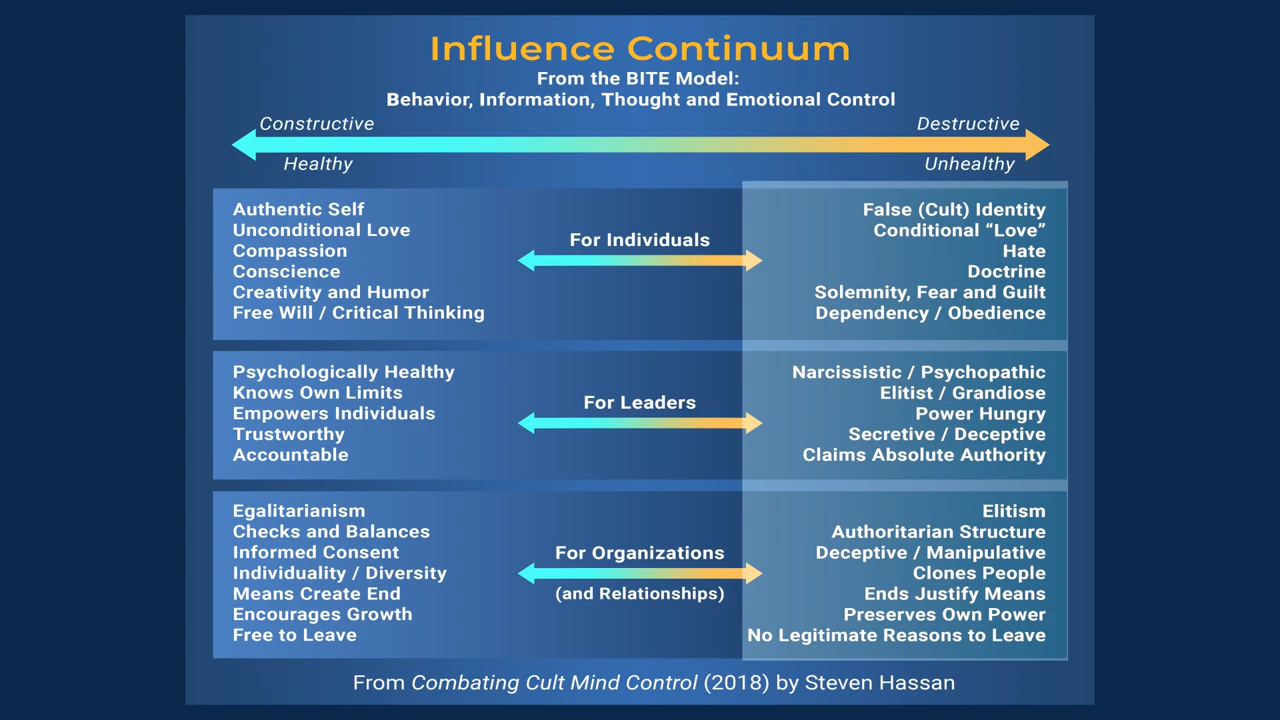 Influence Continuum
From the BITE Model:
Behavior, Information, Thought and Emotional Control
Constructive
Destructive
Healthy
Unhealthy
Authentic Self
Unconditional Love
Compassion
Conscience
Creativity and Humor
Free Will / Critical Thinking
For Individuals
False (Cult) Identity
Conditional “Love”
Hate
Doctrine
Solemnity, Fear and Guilt
Dependency / Obedience
Psychologically Healthy
Knows Own Limits
Empowers Individuals
Trustworthy
Accountable
For Leaders
Narcissistic / Psychopathic
Elitist / Grandiose
Power Hungry
Secretive / Deceptive
Claims Absolute Authority
Egalitarianism
Checks and Balances
Informed Consent
Individuality / Diversity
Means Create End
Encourages Growth
Free to Leave
For Organizations
(and Relationships)
Elitism
Authoritarian Structure
Deceptive / Manipulative
Clones People
Ends Justify Means
Preserves Own Power
No Legitimate Reasons to Leave
From Combating Cult Mind Control (2018) by Steven Hassan